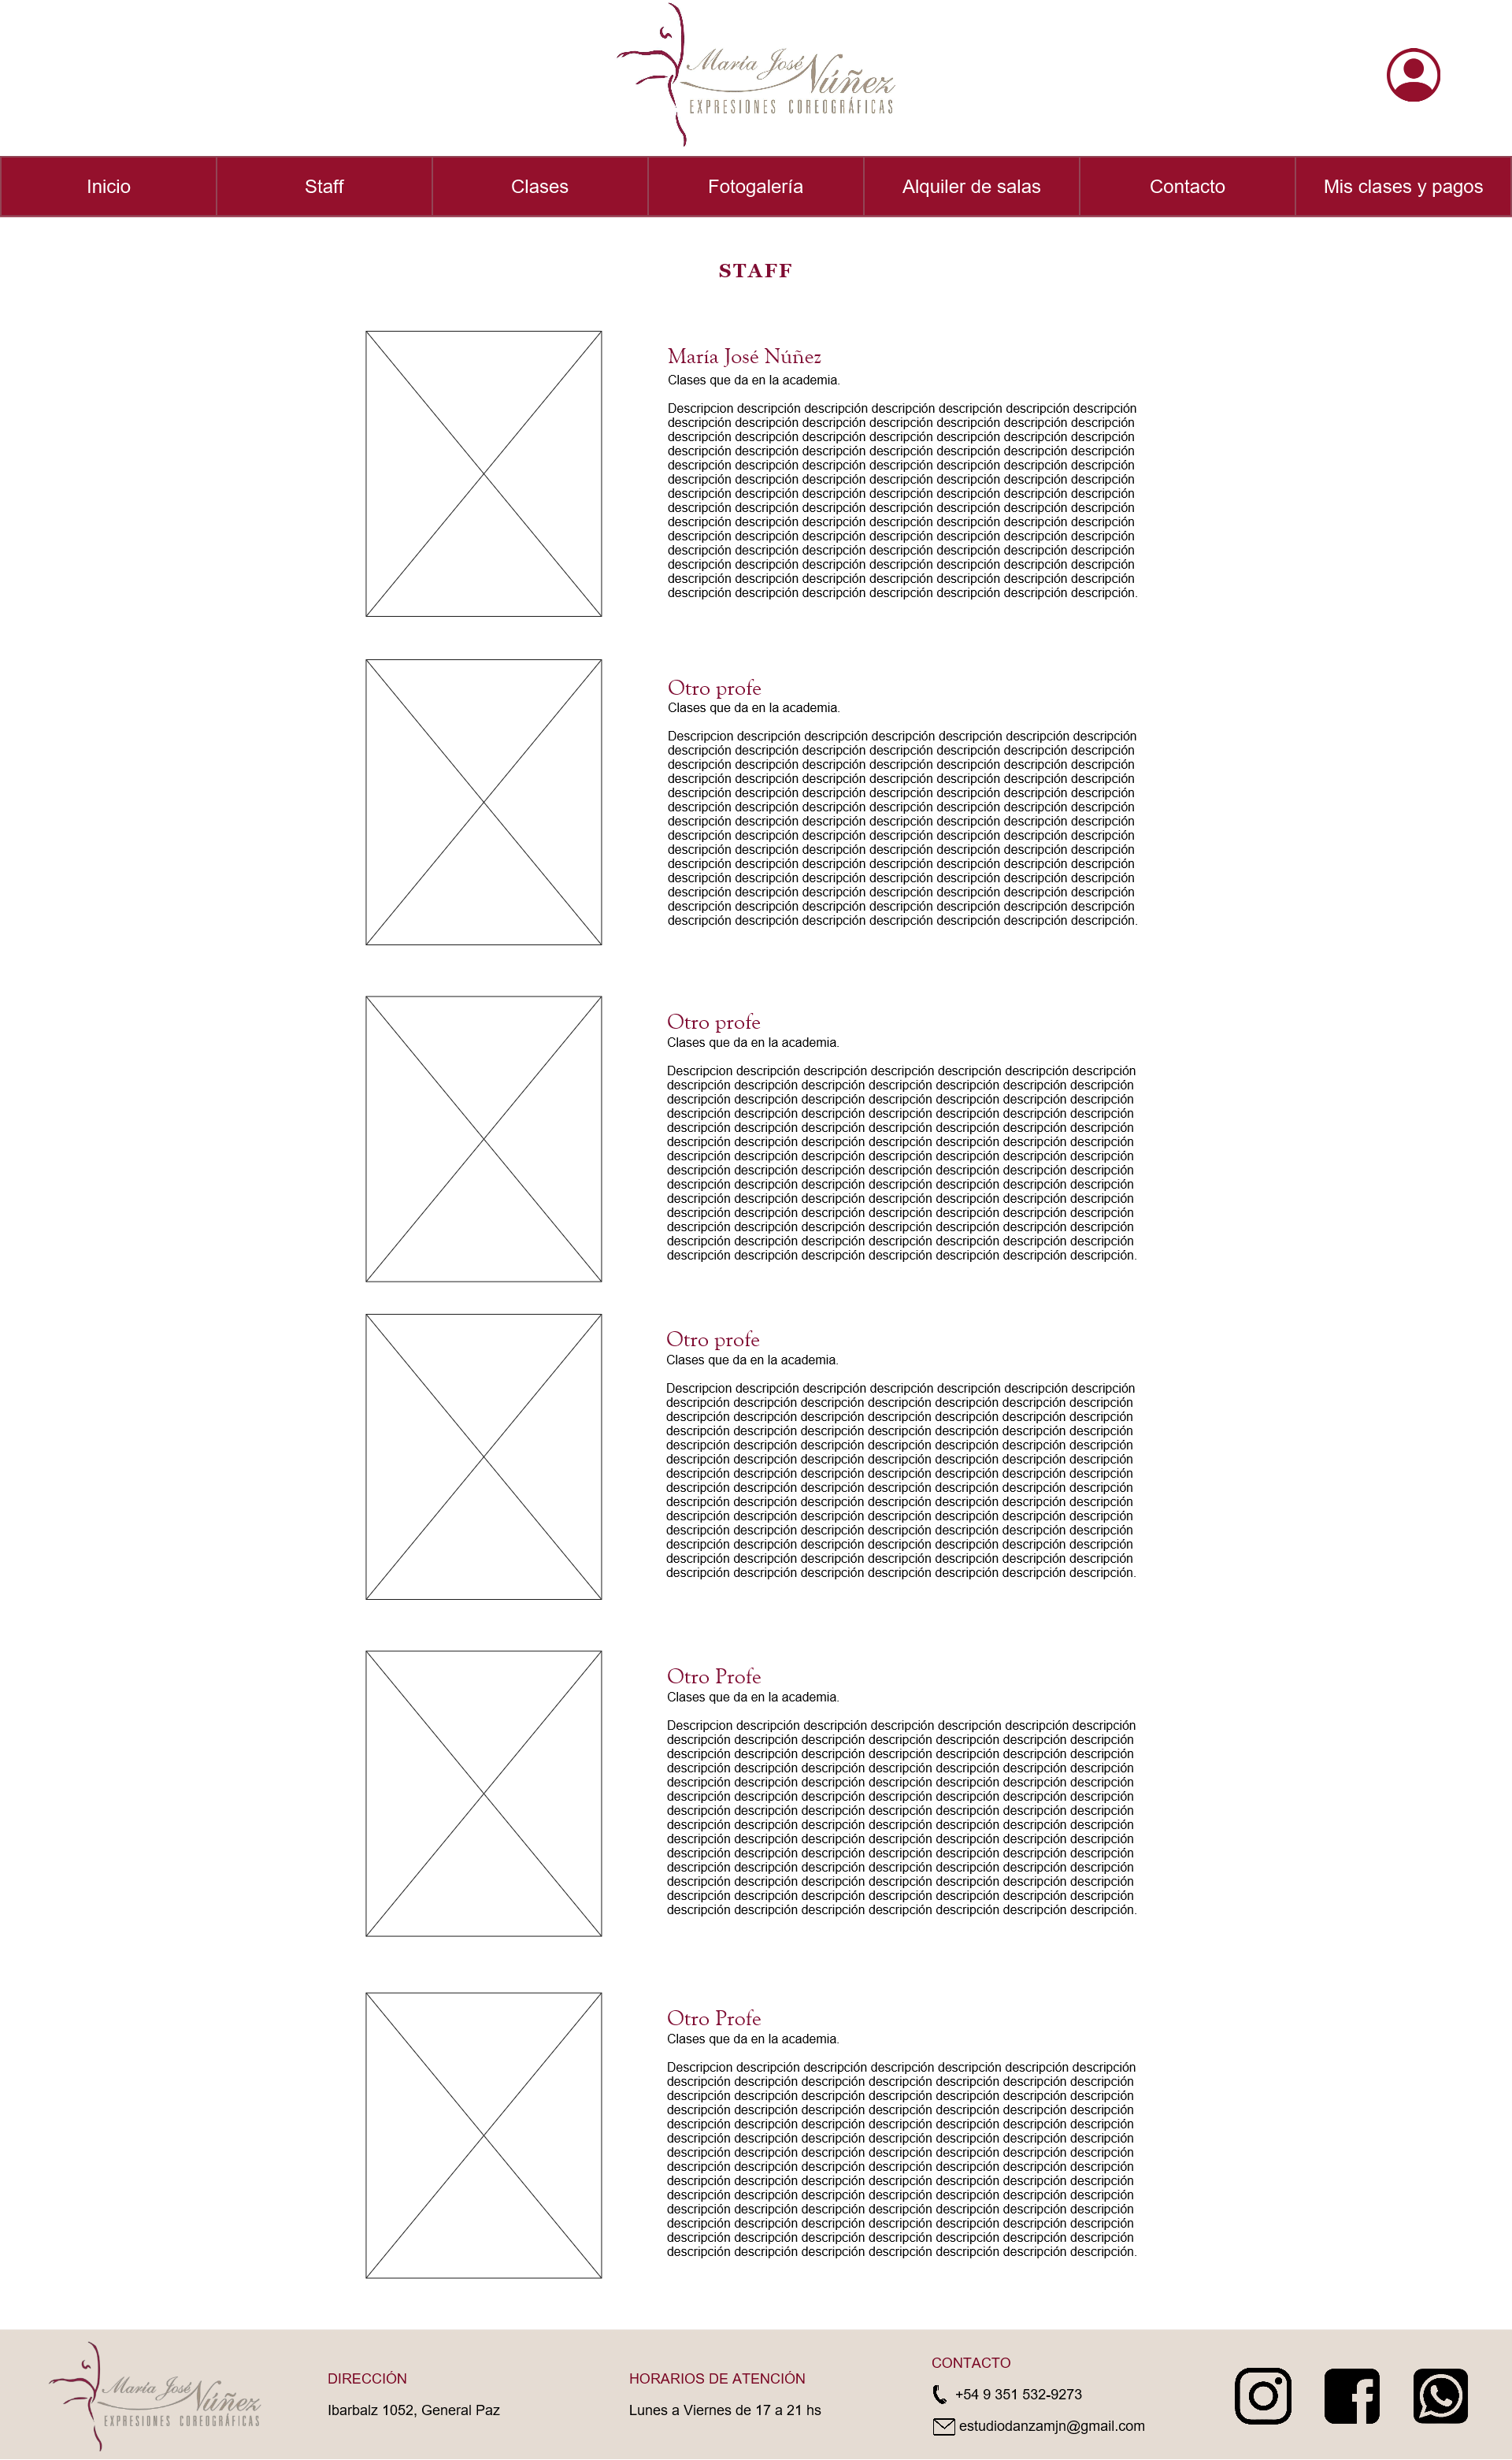 María José Núñez
EXPRESIONES COREOGRÁFICAS
Inicio
Staff
Clases
Fotogalería
Alquiler de salas
Contacto
Mis clases y pagos
STAFF
María José Núñez
Clases que da en la academia.
Descripcion descripción descripción descripción descripción descripción descripción
descripción descripción descripción descripción descripción descripción descripción
descripción descripción descripción descripción descripción descripción descripción
descripción descripción descripción descripción descripción descripción descripción
descripción descripción descripción descripción descripción descripción descripción
descripción descripción descripción descripción descripción descripción descripción
descripción descripción descripción descripción descripción descripción descripción
descripción descripción descripción descripción descripción descripción descripción
descripción descripción descripción descripción descripción descripción descripción
descripción descripción descripción descripción descripción descripción descripción
descripción descripción descripción descripción descripción descripción descripción
descripción descripción descripción descripción descripción descripción descripción
descripción descripción descripción descripción descripción descripción descripción
descripción descripción descripción descripción descripción descripción descripción.
Otro profe
Clases que da en la academia.
Descripcion descripción descripción descripción descripción descripción descripción
descripción descripción descripción descripción descripción descripción descripción
descripción descripción descripción descripción descripción descripción descripción
descripción descripción descripción descripción descripción descripción descripción
descripción descripción descripción descripción descripción descripción descripción
descripción descripción descripción descripción descripción descripción descripción
descripción descripción descripción descripción descripción descripción descripción
descripción descripción descripción descripción descripción descripción descripción
descripción descripción descripción descripción descripción descripción descripción
descripción descripción descripción descripción descripción descripción descripción
descripción descripción descripción descripción descripción descripción descripción
descripción descripción descripción descripción descripción descripción descripción
descripción descripción descripción descripción descripción descripción descripción
descripción descripción descripción descripción descripción descripción descripción.
Otro profe
Clases que da en la academia.
Descripcion descripción descripción descripción descripción descripción descripción
descripción descripción descripción descripción descripción descripción descripción
descripción descripción descripción descripción descripción descripción descripción
descripción descripción descripción descripción descripción descripción descripción
descripción descripción descripción descripción descripción descripción descripción
descripción descripción descripción descripción descripción descripción descripción
descripción descripción descripción descripción descripción descripción descripción
descripción descripción descripción descripción descripción descripción descripción
descripción descripción descripción descripción descripción descripción descripción
descripción descripción descripción descripción descripción descripción descripción
descripción descripción descripción descripción descripción descripción descripción
descripción descripción descripción descripción descripción descripción descripción
descripción descripción descripción descripción descripción descripción descripción
descripción descripción descripción descripción descripción descripción descripción.
Otro profe
Clases que da en la academia.
Descripcion descripción descripción descripción descripción descripción descripción
descripción descripción descripción descripción descripción descripción descripción
descripción descripción descripción descripción descripción descripción descripción
descripción descripción descripción descripción descripción descripción descripción
descripción descripción descripción descripción descripción descripción descripción
descripción descripción descripción descripción descripción descripción descripción
descripción descripción descripción descripción descripción descripción descripción
descripción descripción descripción descripción descripción descripción descripción
descripción descripción descripción descripción descripción descripción descripción
descripción descripción descripción descripción descripción descripción descripción
descripción descripción descripción descripción descripción descripción descripción
descripción descripción descripción descripción descripción descripción descripción
descripción descripción descripción descripción descripción descripción descripción
descripción descripción descripción descripción descripción descripción descripción.
Otro Profe
Clases que da en la academia.
Descripcion descripción descripción descripción descripción descripción descripción
descripción descripción descripción descripción descripción descripción descripción
descripción descripción descripción descripción descripción descripción descripción
descripción descripción descripción descripción descripción descripción descripción
descripción descripción descripción descripción descripción descripción descripción
descripción descripción descripción descripción descripción descripción descripción
descripción descripción descripción descripción descripción descripción descripción
descripción descripción descripción descripción descripción descripción descripción
descripción descripción descripción descripción descripción descripción descripción
descripción descripción descripción descripción descripción descripción descripción
descripción descripción descripción descripción descripción descripción descripción
descripción descripción descripción descripción descripción descripción descripción
descripción descripción descripción descripción descripción descripción descripción
descripción descripción descripción descripción descripción descripción descripción.
Otro Profe
Clases que da en la academia.
Descripcion descripción descripción descripción descripción descripción descripción
descripción descripción descripción descripción descripción descripción descripción
descripción descripción descripción descripción descripción descripción descripción
descripción descripción descripción descripción descripción descripción descripción
descripción descripción descripción descripción descripción descripción descripción
descripción descripción descripción descripción descripción descripción descripción
descripción descripción descripción descripción descripción descripción descripción
descripción descripción descripción descripción descripción descripción descripción
descripción descripción descripción descripción descripción descripción descripción
descripción descripción descripción descripción descripción descripción descripción
descripción descripción descripción descripción descripción descripción descripción
descripción descripción descripción descripción descripción descripción descripción
descripción descripción descripción descripción descripción descripción descripción
descripción descripción descripción descripción descripción descripción descripción.
María José Núñez
EXPRESIONES COREOGRÁFICAS
DIRECCIÓN
Ibarbalz 1052, General Paz
HORARIOS DE ATENCIÓN
Lunes a Viernes de 17 a 21 hs
CONTACTO
+54 9 351 532-9273
estudiodanzamjn@gmail.com